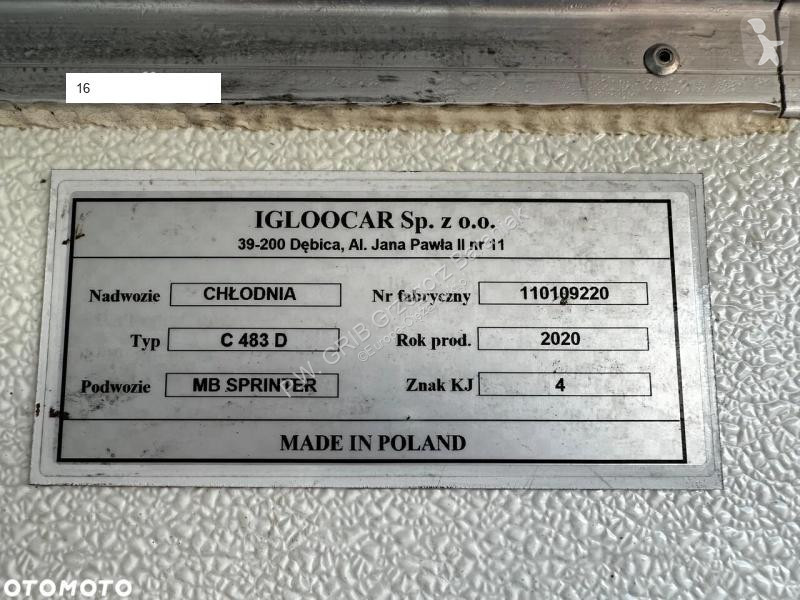 16
IGLOOCAR Sp. z o.o.
39-200 Dębica, Al. Jana Pawła II nr 11
Nadwozie CHŁODNIA Nr fabryczny 110109220
Typ C 483 D Rok prod. 2020
Podwozie MB SPRINTER Znak KJ 4
MADE IN POLAND
OTOMOTO